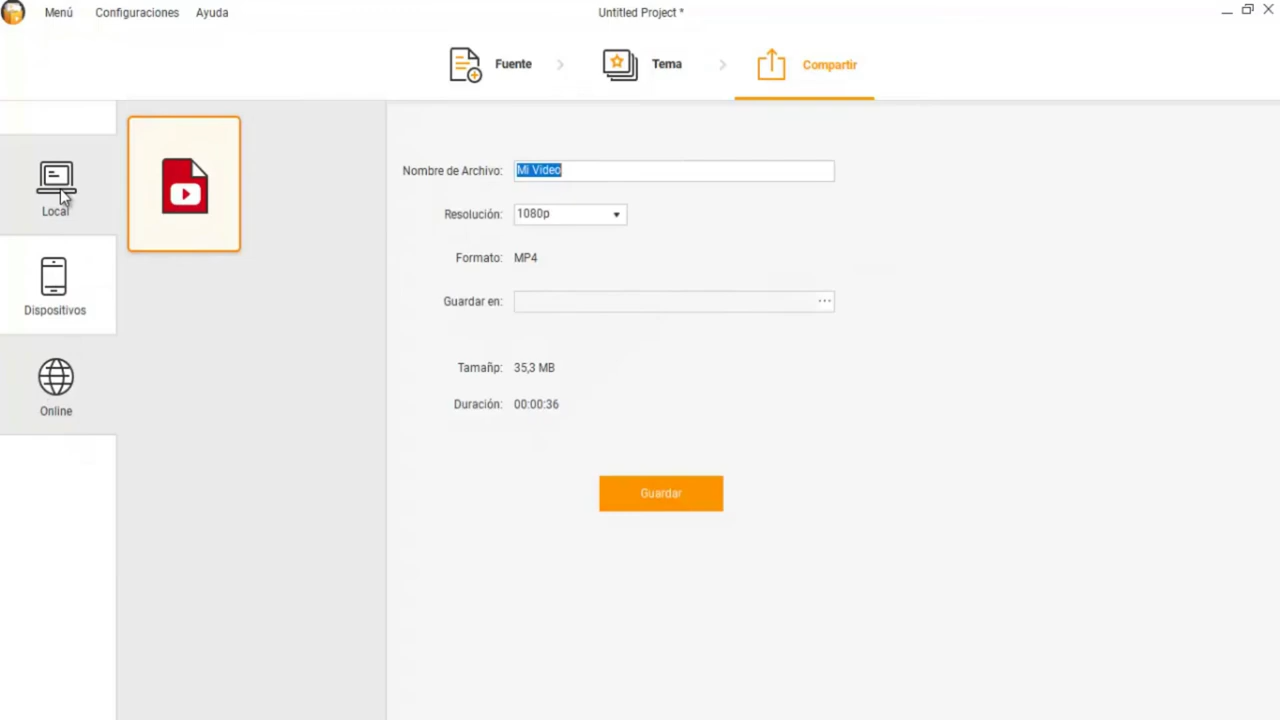 Menú Configuraciones Ayuda Untitled Project *
Fuente Tema Compartir
Local
Dispositivos
Online
Nombre de Archivo: Mi Video
Resolución: 1080p
Formato: MP4
Guardar en: ...
Tamañp: 35,3 MB
Duración: 00:00:36
Guardar